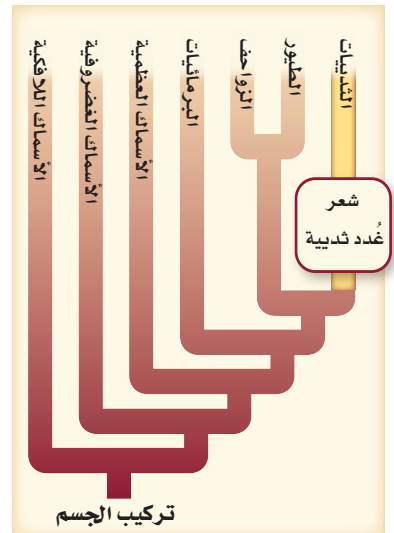 الثدييات
الطيور
الزواحف
البرمائيات
الأسماك العظمية
الأسماك الغضروفية
الأسماك اللافكية
شعر
غُدد ثديية
تركيب الجسم